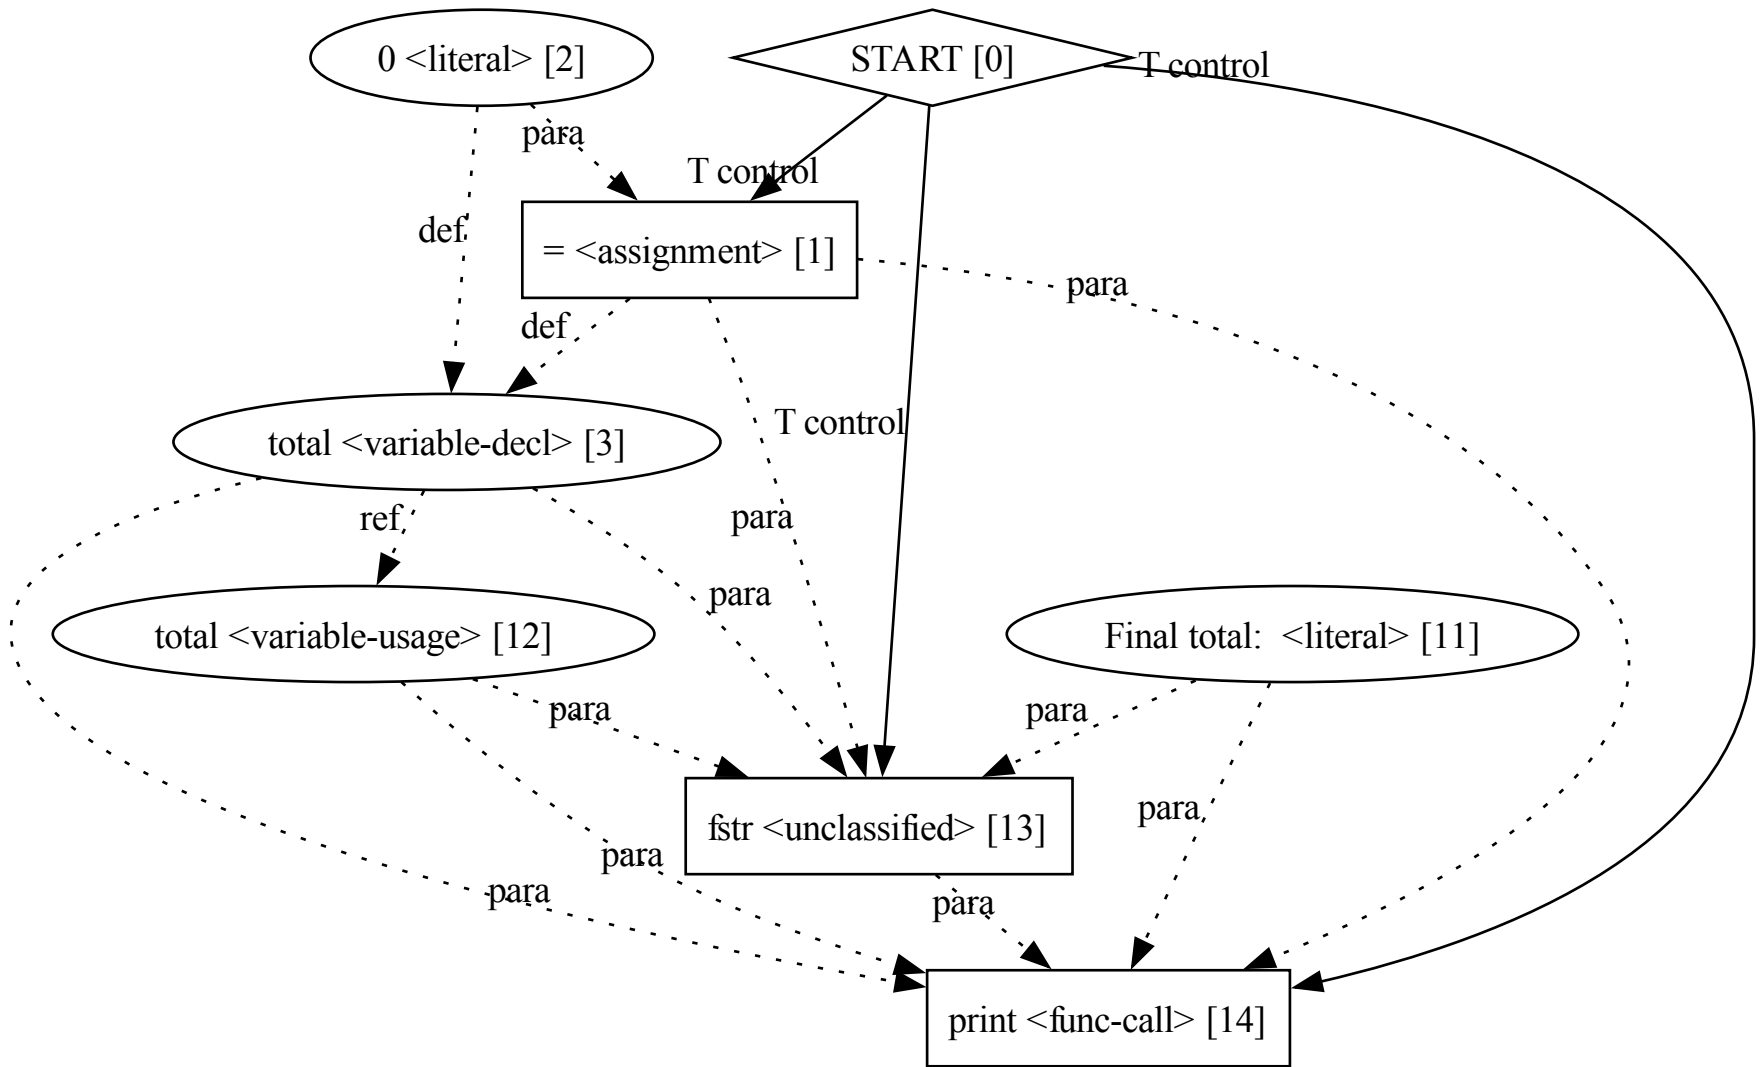 0 <literal> [2]
START [0]
T control
para
T control
def
= <assignment> [1]
para
def
T control
total <variable-decl> [3]
ref
para
para
total <variable-usage> [12]
Final total:  <literal> [11]
para
para
para
fstr <unclassified> [13]
para
para
para
print <func-call> [14]